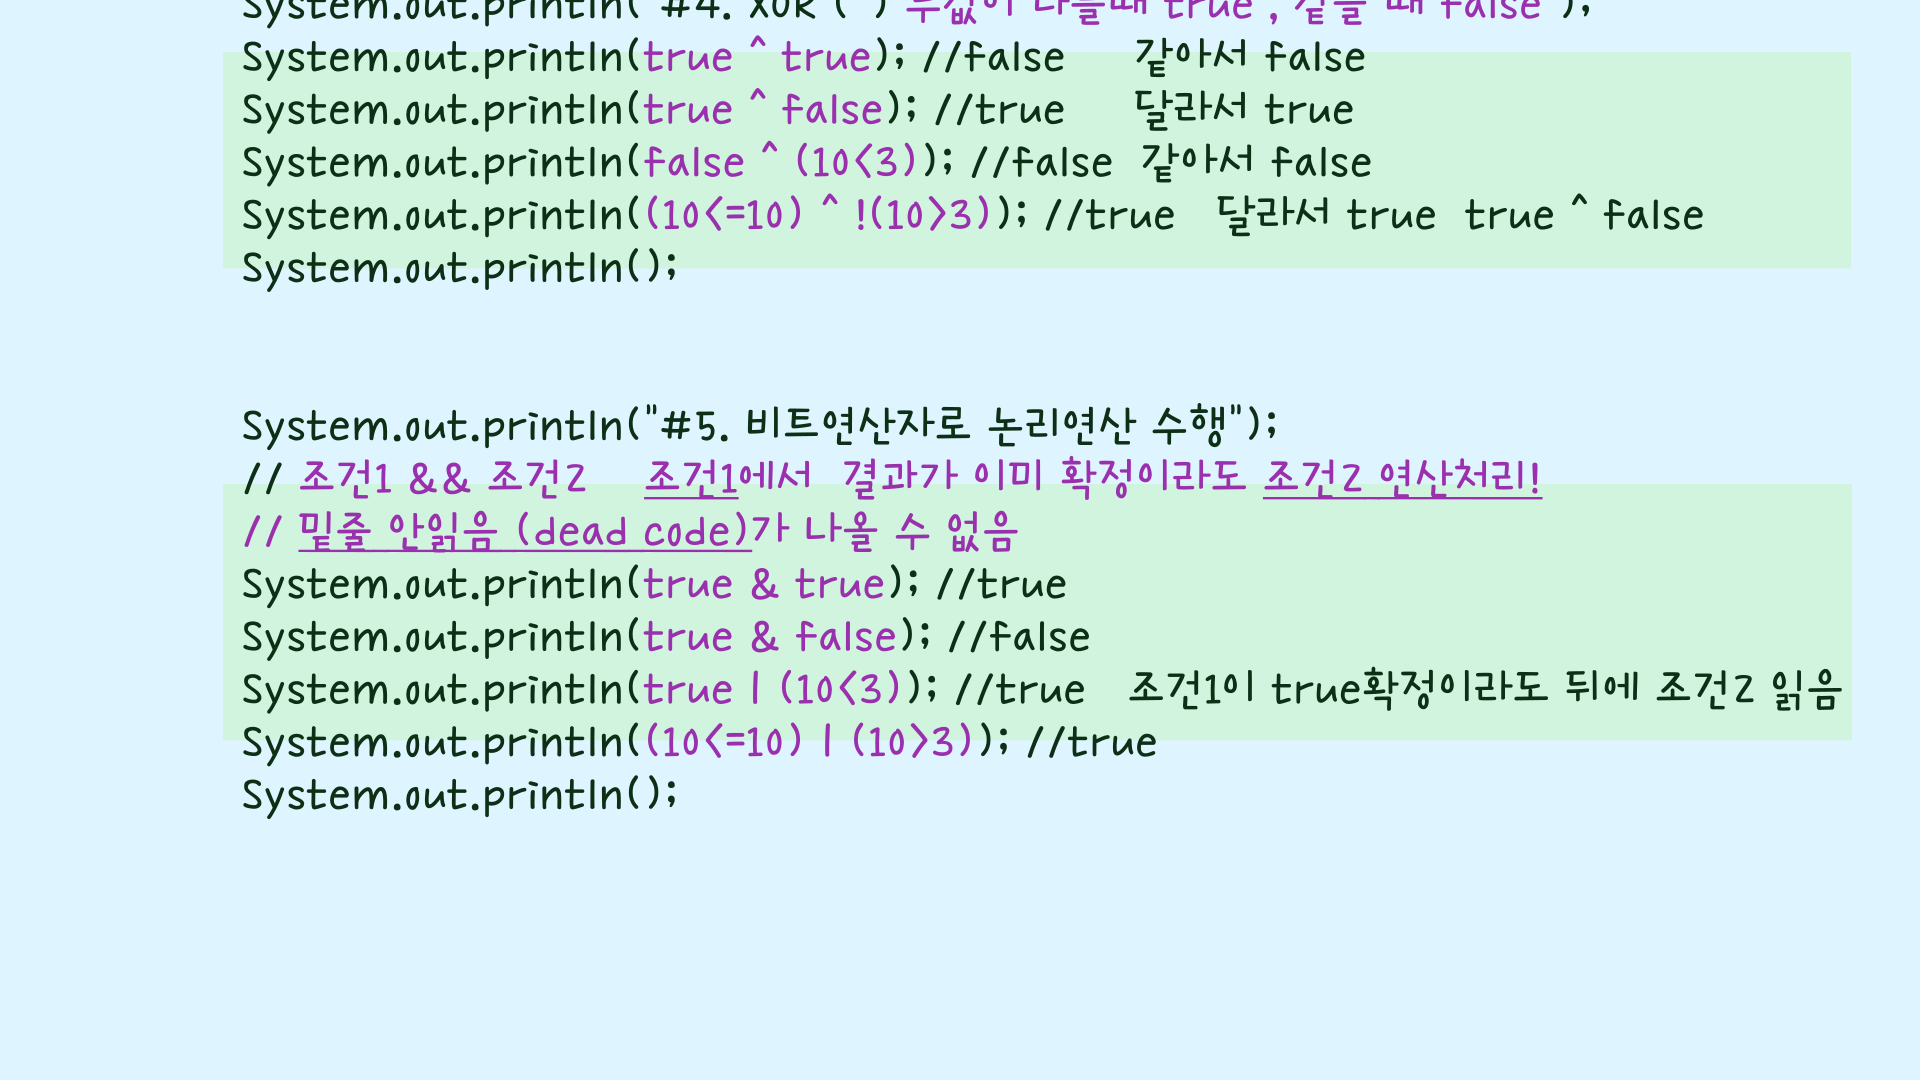 System.out.println("#4. XOR (^) 두값이 다를때 true , 같을 때 false");
System.out.println(true ^ true); //false 같아서 false
System.out.println(true ^ false); //true 달라서 true
System.out.println(false ^ (10<3)); //false 같아서 false
System.out.println((10<=10) ^ !(10>3)); //true 달라서 true true ^ false
System.out.println();
System.out.println("#5. 비트연산자로 논리연산 수행");
// 조건1 && 조건2 조건1에서 결과가 이미 확정이라도 조건2 연산처리!
// 밑줄 안읽음 (dead code)가 나올 수 없음
System.out.println(true & true); //true
System.out.println(true & false); //false
System.out.println(true | (10<3)); //true 조건1이 true확정이라도 뒤에 조건2 읽음
System.out.println((10<=10) | (10>3)); //true
System.out.println();